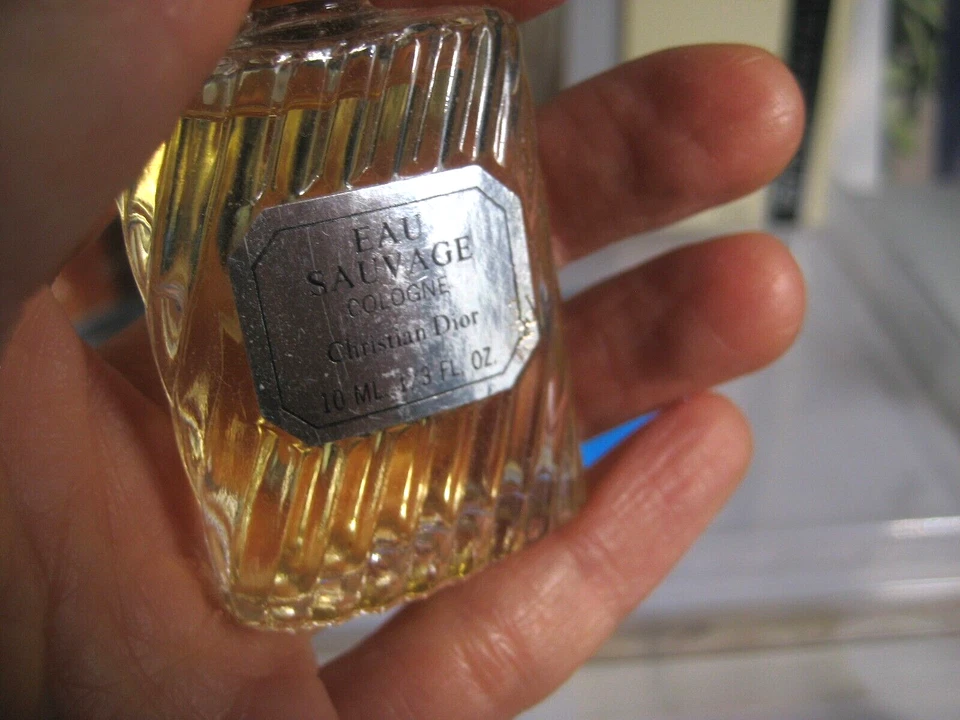 EAU
SAUVAGE
COLOGNE
Christian Dior
10 ML. 1/3 FL. OZ.